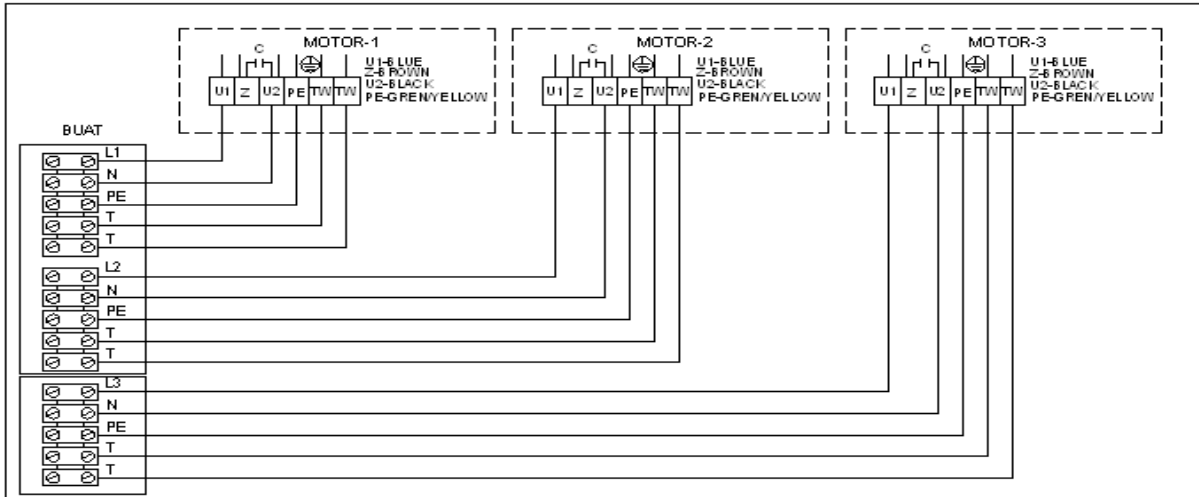 MOTOR-1
C
U1-BLUE
Z-BROWN
U2-BLACK
PE-GREN/YELLOW
U1 Z U2 PE TW TW
MOTOR-2
C
U1-BLUE
Z-BROWN
U2-BLACK
PE-GREN/YELLOW
U1 Z U2 PE TW TW
MOTOR-3
C
U1-BLUE
Z-BROWN
U2-BLACK
PE-GREN/YELLOW
U1 Z U2 PE TW TW
BUAT
L1
N
PE
T
T
L2
N
PE
T
T
L3
N
PE
T
T